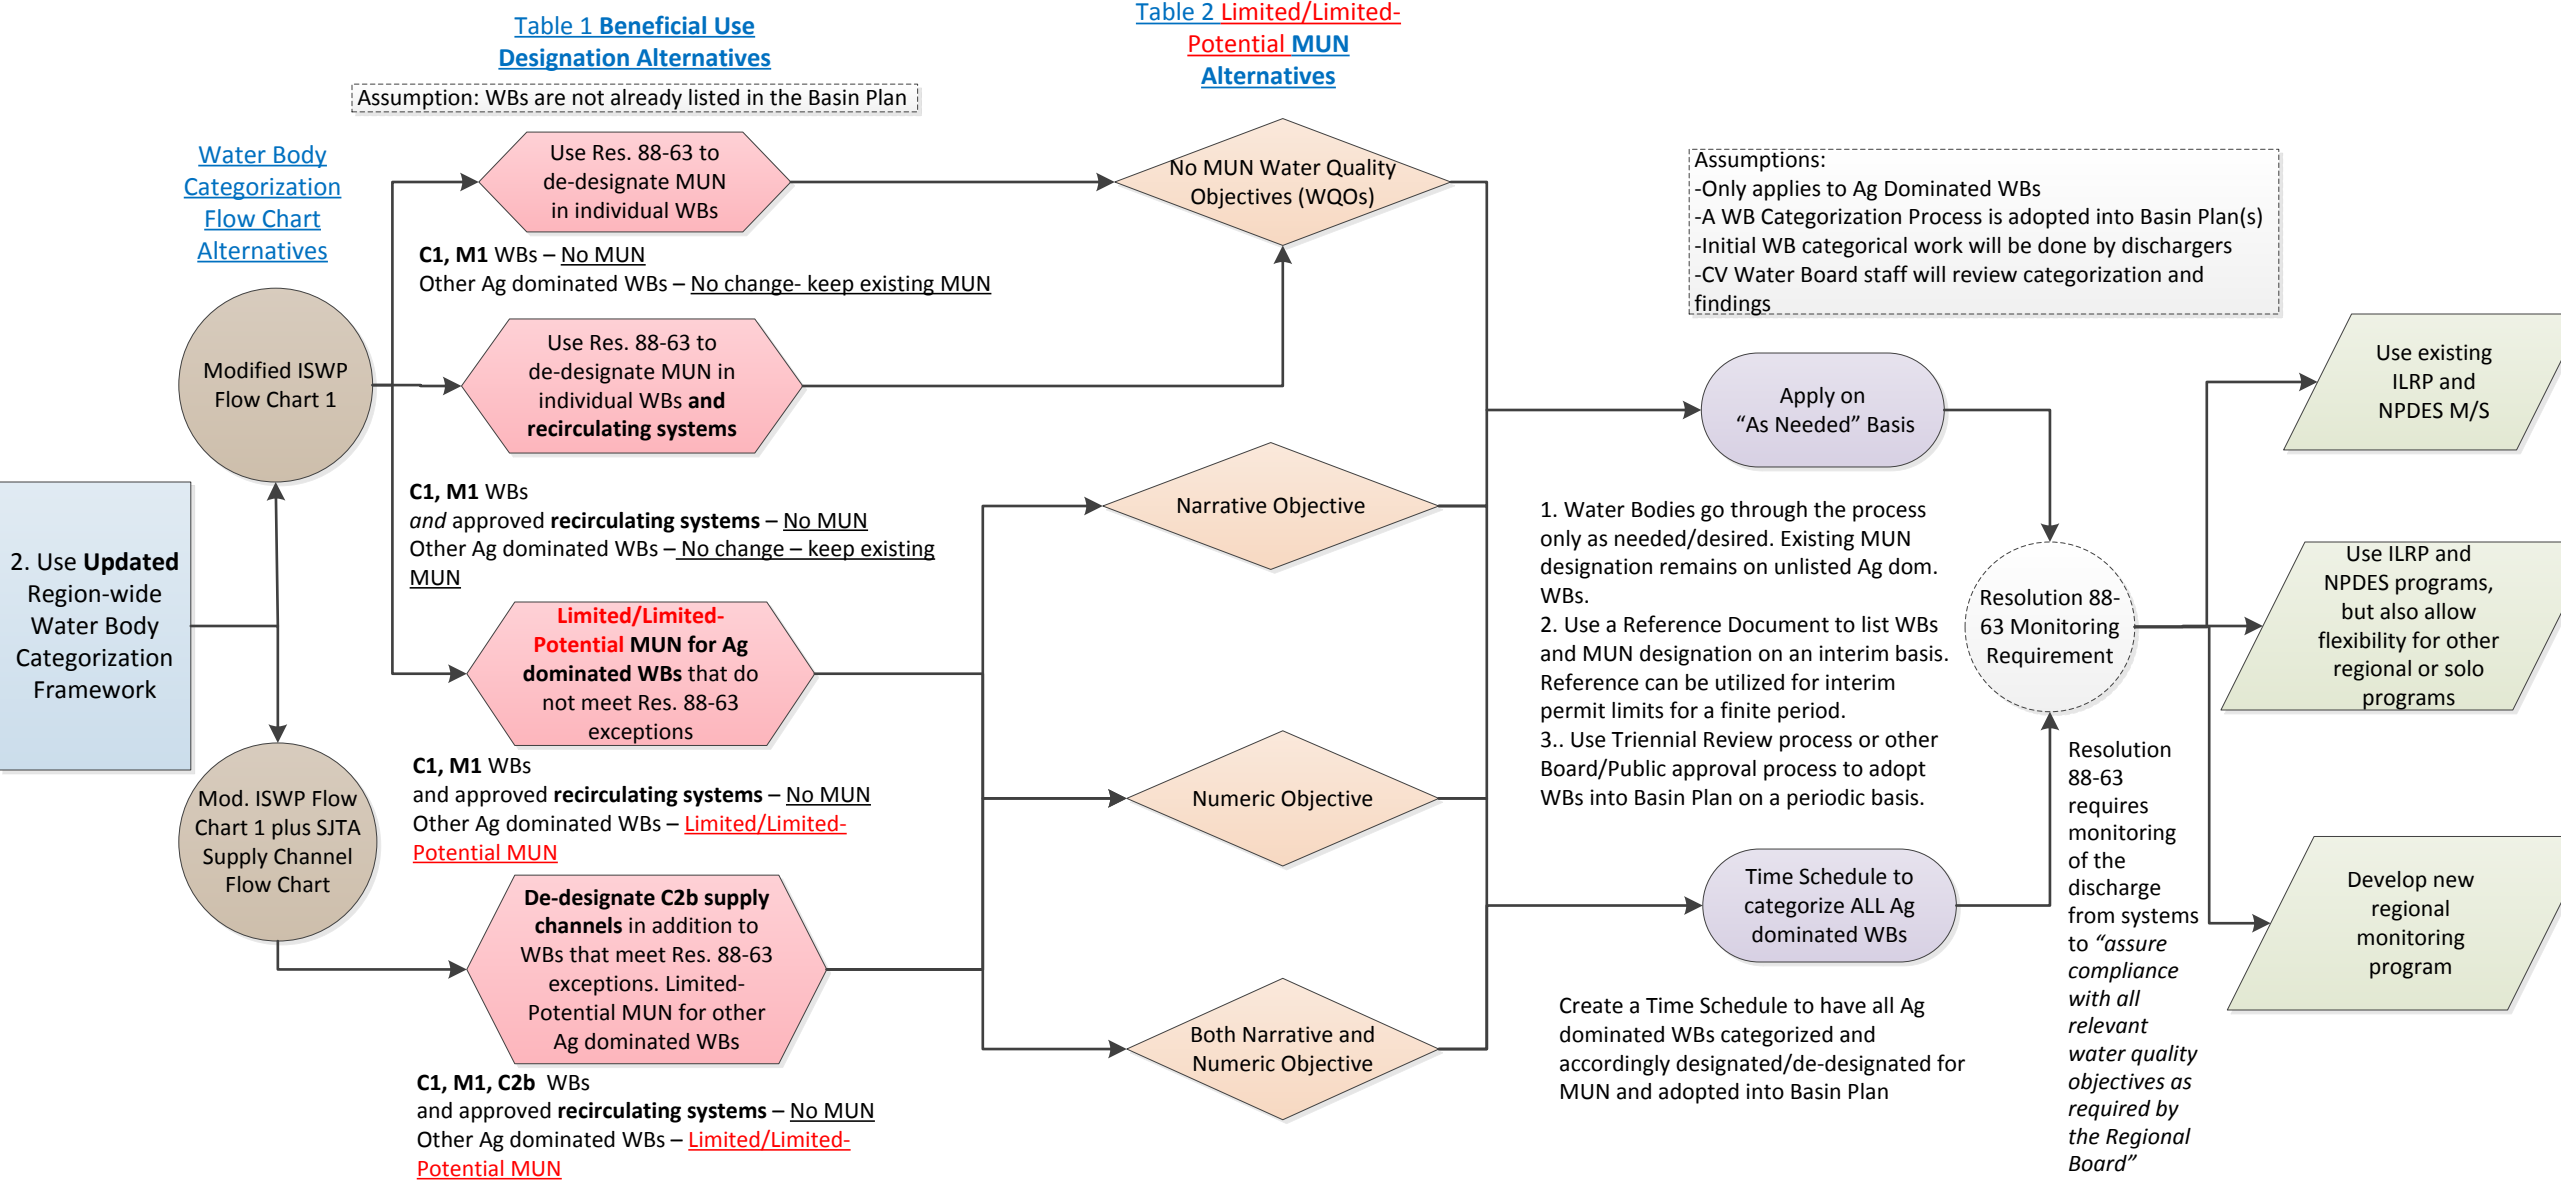 Table 1 Beneficial Use
Designation Alternatives
Assumption: WBs are not already listed in the Basin Plan
Table 2 Limited/Limited-
Potential MUN
Alternatives
Water Body
Categorization
Flow Chart
Alternatives
2. Use Updated
Region-wide
Water Body
Categorization
Framework
Modified ISWP
Flow Chart 1
Mod. ISWP Flow
Chart 1 plus SJTA
Supply Channel
Flow Chart
Use Res. 88-63 to
de-designate MUN
in individual WBs
C1, M1 WBs – No MUN
Other Ag dominated WBs – No change- keep existing MUN
Use Res. 88-63 to
de-designate MUN in
individual WBs and
recirculating systems
C1, M1 WBs
and approved recirculating systems – No MUN
Other Ag dominated WBs – No change – keep existing
MUN
Limited/Limited-
Potential MUN for Ag
dominated WBs that do
not meet Res. 88-63
exceptions
C1, M1 WBs
and approved recirculating systems – No MUN
Other Ag dominated WBs – Limited/Limited-
Potential MUN
De-designate C2b supply
channels in addition to
WBs that meet Res. 88-63
exceptions. Limited-
Potential MUN for other
Ag dominated WBs
C1, M1, C2b WBs
and approved recirculating systems – No MUN
Other Ag dominated WBs – Limited/Limited-
Potential MUN
No MUN Water Quality
Objectives (WQOs)
Narrative Objective
Numeric Objective
Both Narrative and
Numeric Objective
Assumptions:
-Only applies to Ag Dominated WBs
-A WB Categorization Process is adopted into Basin Plan(s)
-Initial WB categorical work will be done by dischargers
-CV Water Board staff will review categorization and
findings
Apply on
“As Needed” Basis
1. Water Bodies go through the process
only as needed/desired. Existing MUN
designation remains on unlisted Ag dom.
WBs.
2. Use a Reference Document to list WBs
and MUN designation on an interim basis.
Reference can be utilized for interim
permit limits for a finite period.
3.. Use Triennial Review process or other
Board/Public approval process to adopt
WBs into Basin Plan on a periodic basis.
Time Schedule to
categorize ALL Ag
dominated WBs
Create a Time Schedule to have all Ag
dominated WBs categorized and
accordingly designated/de-designated for
MUN and adopted into Basin Plan
Resolution 88-
63 Monitoring
Requirement
Resolution
88-63
requires
monitoring
of the
discharge
from systems
to “assure
compliance
with all
relevant
water quality
objectives as
required by
the Regional
Board”
Use existing
ILRP and
NPDES M/S
Use ILRP and
NPDES programs,
but also allow
flexibility for other
regional or solo
programs
Develop new
regional
monitoring
program